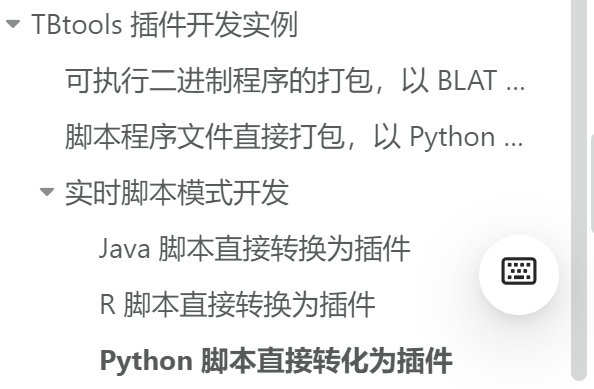 TBtools 插件开发实例
可执行二进制程序的打包，以 BLAT ...
脚本程序文件直接打包，以 Python ...
实时脚本模式开发
Java 脚本直接转换为插件
R 脚本直接转换为插件
Python 脚本直接转化为插件